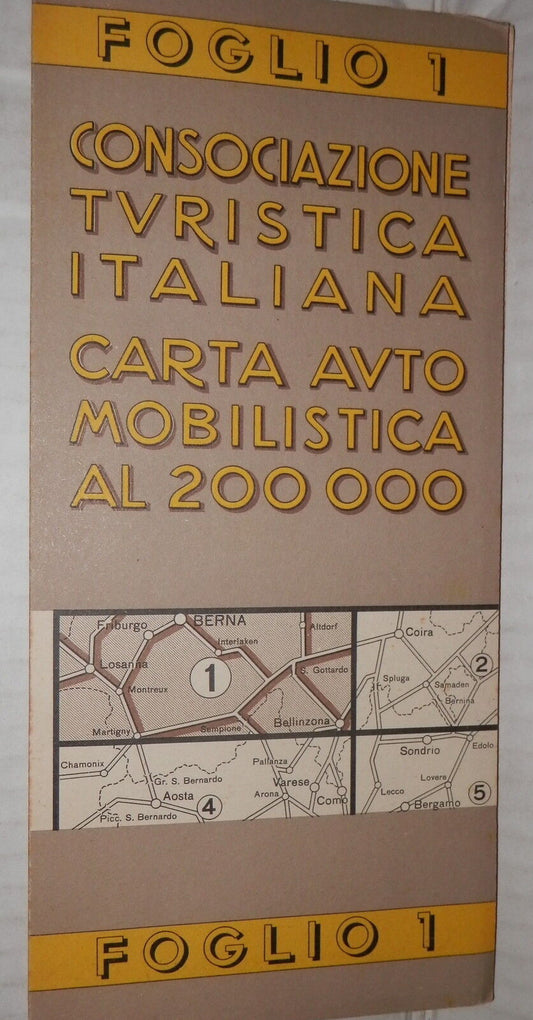 FOGLIO 1
CONSOCIAZIONE
TVRISTICA
ITALIANA
CARTA AVTO
MOBILISTICA
AL 200 000
Friburgo
BERNA
Interlaken
Altdorf
Losanna
1
S. Gottardo
Montreux
Martigny
Sempione
Bellinzona
Coira
2
Spluga
Samaden
Bernina
Chamonix
Gr. S. Bernardo
Aosta
Picc. S. Bernardo
4
Pallanza
Varese
Arona
Como
Sondrio
Edolo
Lovere
Lecco
Bergamo
5
FOGLIO 1